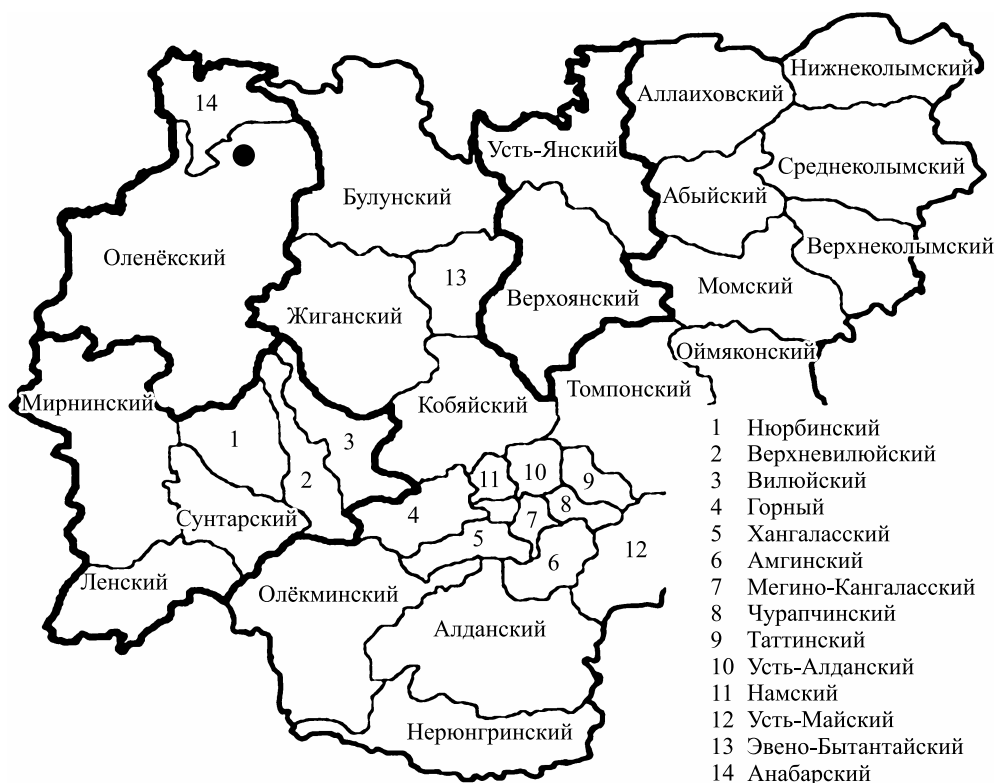 Нижнеколымский
14
Аллаиховский
Усть-Янский
Среднеколымский
Булунский
Абыйский
Верхнеколымский
Оленёкский
13
Момский
Верхоянский
Жиганский
Оймяконский
Томпонский
Мирнинский
Кобяйский
1
3
2
11
10
9
4
8
7
Сунтарский
5
6
12
Ленский
Олёкминский
Алданский
Нерюнгринский
1 Нюрбинский
2 Верхневилюйский
3 Вилюйский
4 Горный
5 Хангаласский
6 Амгинский
7 Мегино-Кангаласский
8 Чурапчинский
9 Таттинский
10 Усть-Алданский
11 Намский
12 Усть-Майский
13 Эвено-Бытантайский
14 Анабарский